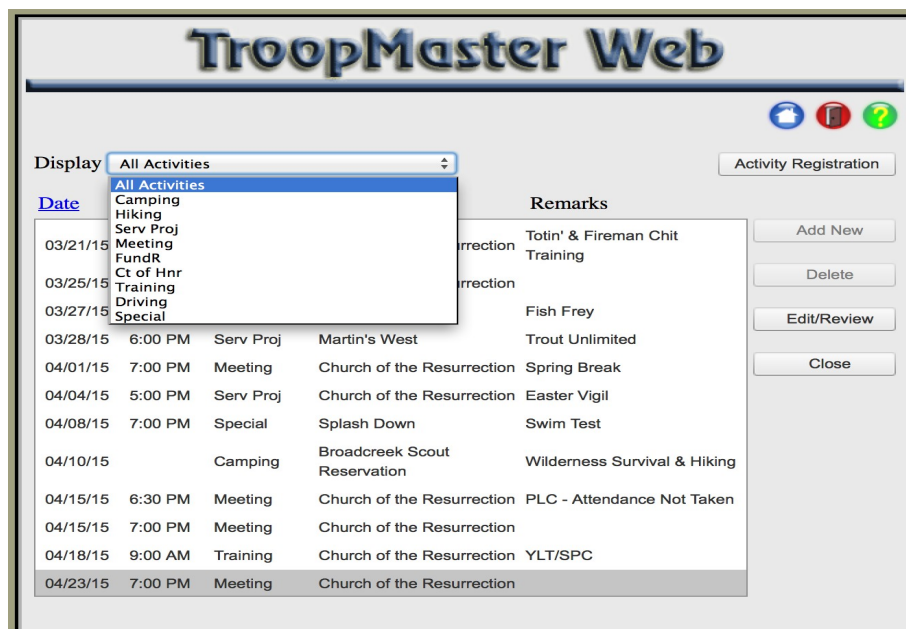 TroopMaster Web
Display All Activities Activity Registration
All Activities
Camping
Hiking
Serv Proj
Meeting
FundR
Ct of Hnr
Training
Driving
Special
Date Remarks
03/21/15 rrection Totin' & Fireman Chit
Training
03/25/15 rrection
03/27/15 Fish Frey
03/28/15 6:00 PM Serv Proj Martin's West Trout Unlimited
04/01/15 7:00 PM Meeting Church of the Resurrection Spring Break
04/04/15 5:00 PM Serv Proj Church of the Resurrection Easter Vigil
04/08/15 7:00 PM Special Splash Down Swim Test
04/10/15 Camping Broadcreek Scout
Reservation Wilderness Survival & Hiking
04/15/15 6:30 PM Meeting Church of the Resurrection PLC - Attendance Not Taken
04/15/15 7:00 PM Meeting Church of the Resurrection
04/18/15 9:00 AM Training Church of the Resurrection YLT/SPC
04/23/15 7:00 PM Meeting Church of the Resurrection
Add New
Delete
Edit/Review
Close